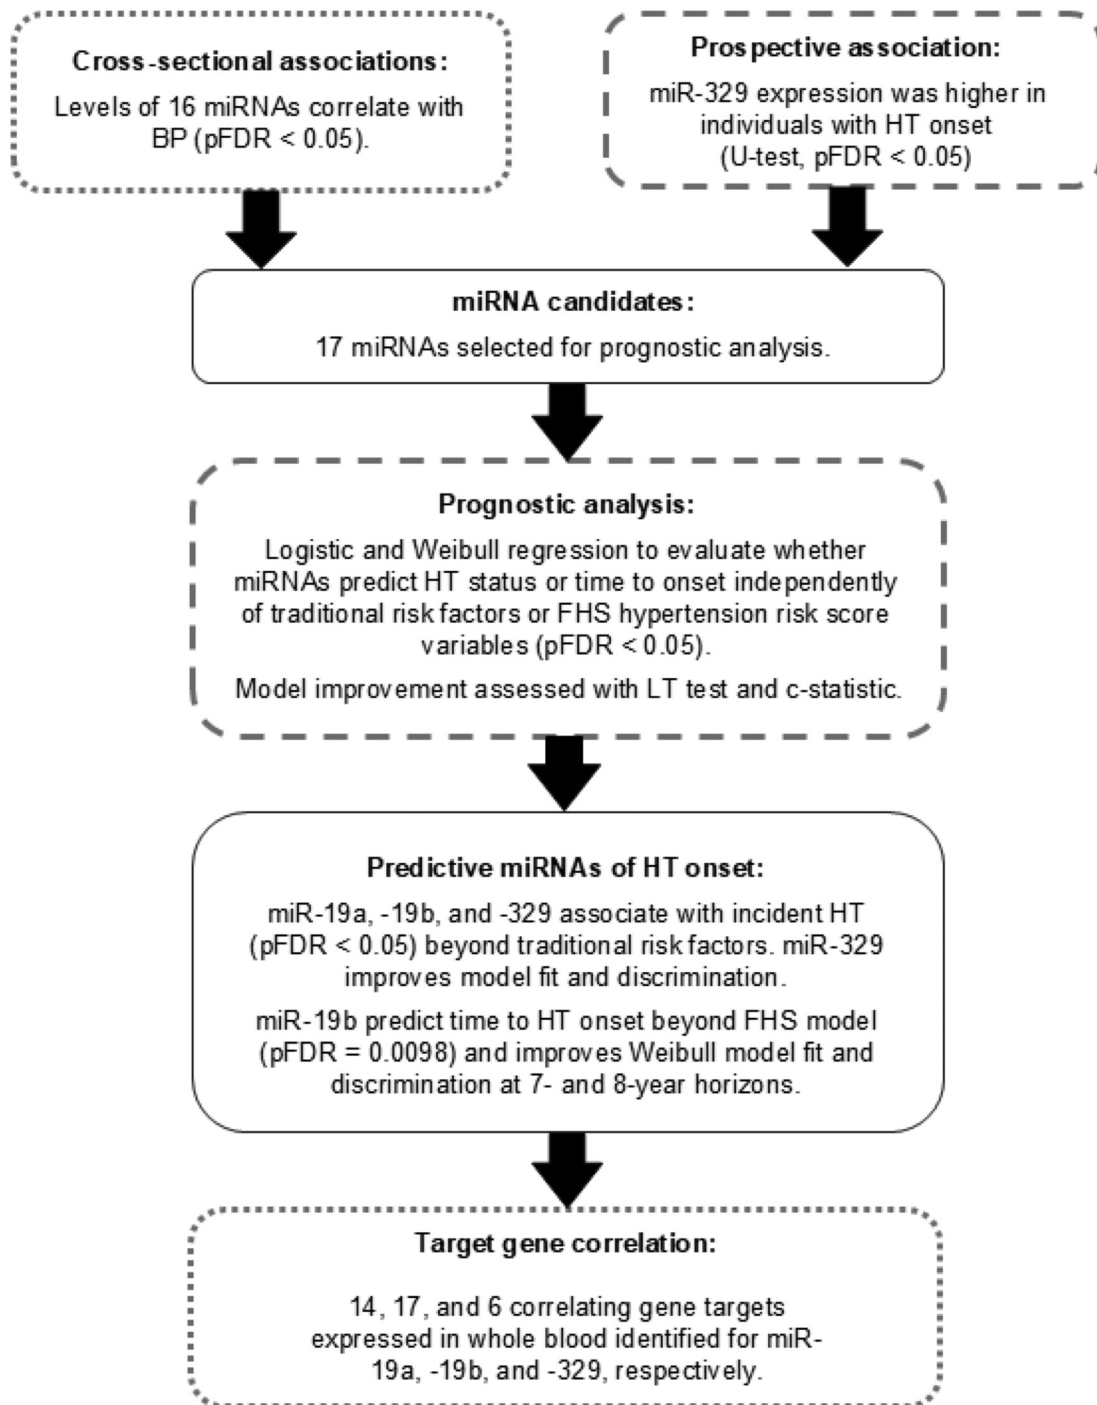 Cross-sectional associations:
Levels of 16 miRNAs correlate with
BP (pFDR < 0.05).
Prospective association:
miR-329 expression was higher in
individuals with HT onset
(U-test, pFDR < 0.05)
miRNA candidates:
17 miRNAs selected for prognostic analysis.
Prognostic analysis:
Logistic and Weibull regression to evaluate whether
miRNAs predict HT status or time to onset independently
of traditional risk factors or FHS hypertension risk score
variables (pFDR < 0.05).
Model improvement assessed with LT test and c-statistic.
Predictive miRNAs of HT onset:
miR-19a, -19b, and -329 associate with incident HT
(pFDR < 0.05) beyond traditional risk factors. miR-329
improves model fit and discrimination.
miR-19b predict time to HT onset beyond FHS model
(pFDR = 0.0098) and improves Weibull model fit and
discrimination at 7- and 8-year horizons.
Target gene correlation:
14, 17, and 6 correlating gene targets
expressed in whole blood identified for miR-
19a, -19b, and -329, respectively.